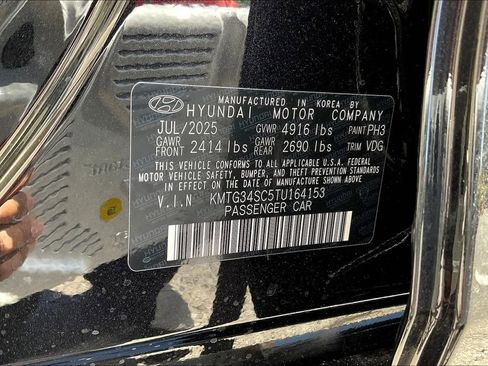 MANUFACTURED IN KOREA BY
HYUNDAI MOTOR COMPANY
JUL/2025 GVWR 4916 lbs PAINT PH3
GAWR FRONT 2414 lbs GAWR REAR 2690 lbs TRIM VDG
THIS VEHICLE CONFORMS TO ALL APPLICABLE U.S.A. FEDERAL
MOTOR VEHICLE SAFETY, BUMPER, AND THEFT PREVENTION STANDARDS
IN EFFECT ON THE DATE OF MANUFACTURE SHOWN ABOVE.
V.I.N KMTG34SC5TU164153
PASSENGER CAR